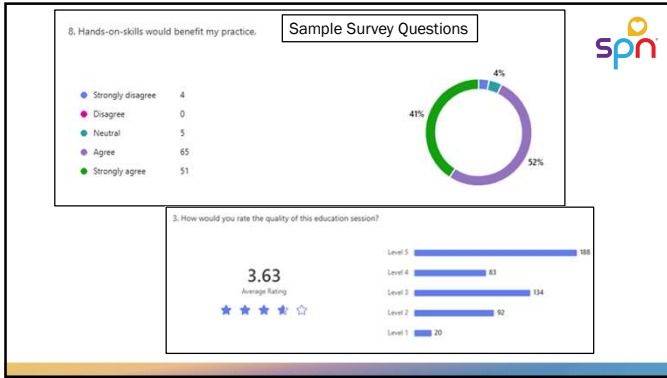 Sample Survey Questions
spn
8. Hands-on-skills would benefit my practice.
Strongly disagree 4
Disagree 0
Neutral 5
Agree 65
Strongly agree 51
4%
41%
52%
3. How would you rate the quality of this education session?
3.63
Average Rating
Level 5 188
Level 4 83
Level 3 134
Level 2 92
Level 1 20